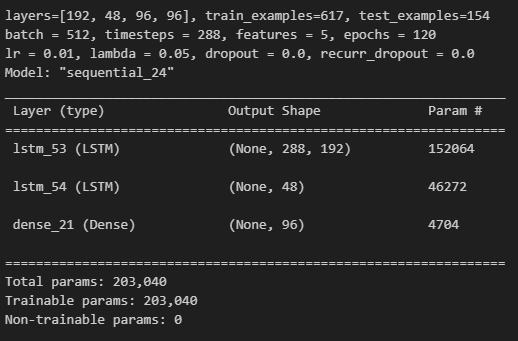 layers=[192, 48, 96, 96], train_examples=617, test_examples=154
batch = 512, timesteps = 288, features = 5, epochs = 120
lr = 0.01, lambda = 0.05, dropout = 0.0, recurr_dropout = 0.0
Model: "sequential_24"
_________________________________________________________________
Layer (type) Output Shape Param #
=================================================================
lstm_53 (LSTM) (None, 288, 192) 152064
lstm_54 (LSTM) (None, 48) 46272
dense_21 (Dense) (None, 96) 4704
=================================================================
Total params: 203,040
Trainable params: 203,040
Non-trainable params: 0